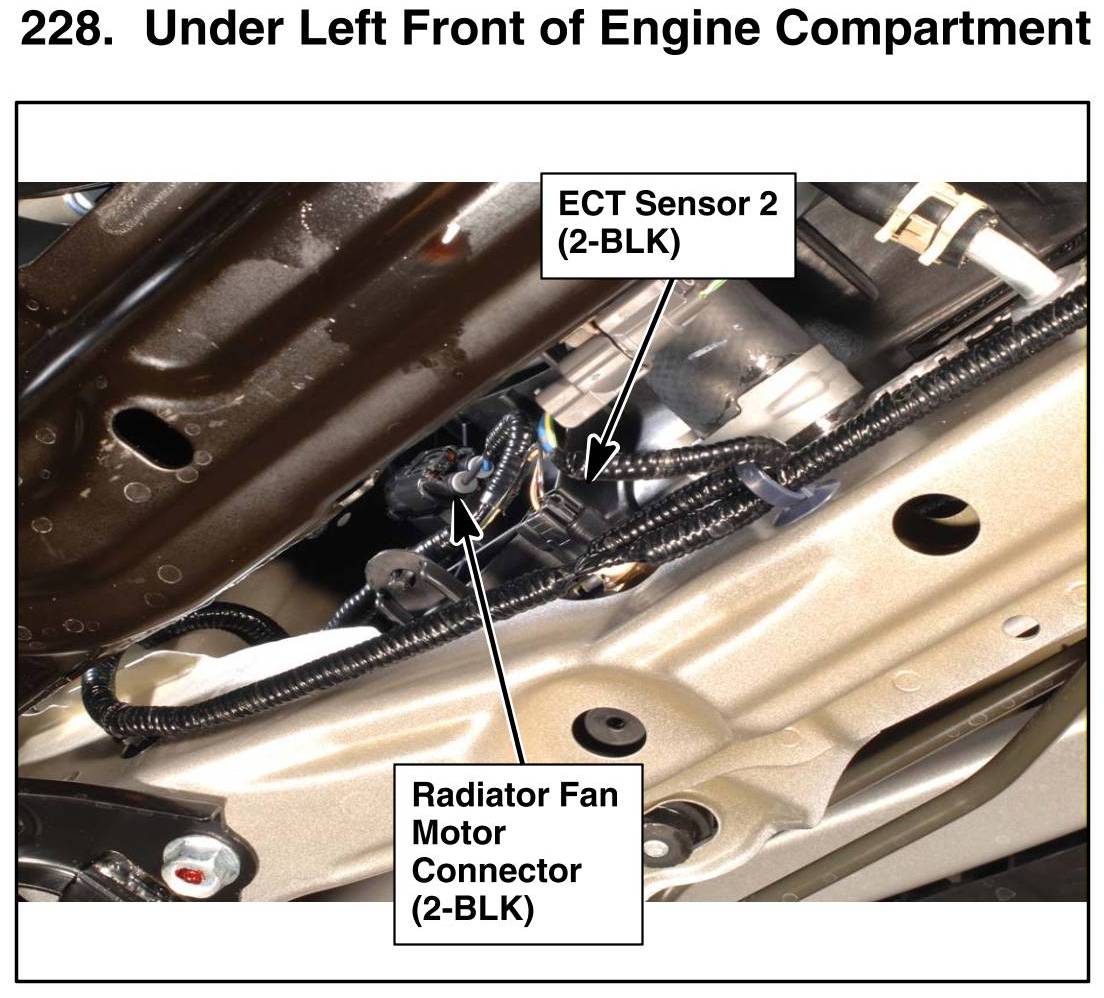 228. Under Left Front of Engine Compartment
ECT Sensor 2
(2-BLK)
Radiator Fan
Motor
Connector
(2-BLK)